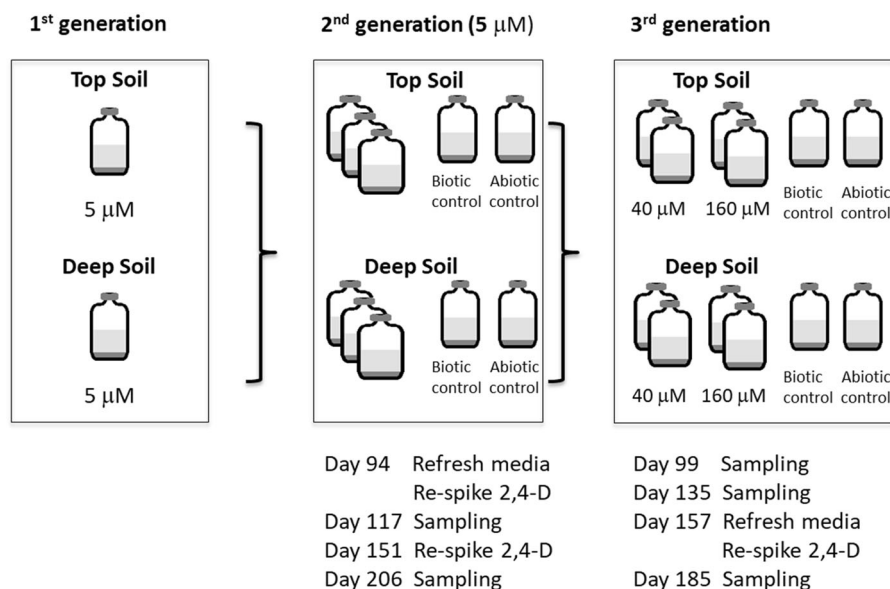 1st generation
Top Soil
5 μM
Deep Soil
5 μM
2nd generation (5 μM)
Top Soil
Biotic control
Abiotic control
Deep Soil
Biotic control
Abiotic control
Day 94 Refresh media
Re-spike 2,4-D
Day 117 Sampling
Day 151 Re-spike 2,4-D
Day 206 Sampling
3rd generation
Top Soil
40 μM
160 μM
Biotic control
Abiotic control
Deep Soil
40 μM
160 μM
Biotic control
Abiotic control
Day 99 Sampling
Day 135 Sampling
Day 157 Refresh media
Re-spike 2,4-D
Day 185 Sampling